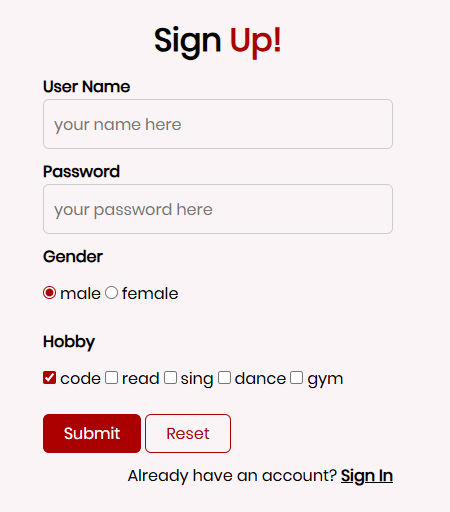 Sign Up!
User Name
your name here
Password
your password here
Gender
male female
Hobby
code read sing dance gym
Submit Reset
Already have an account? Sign In